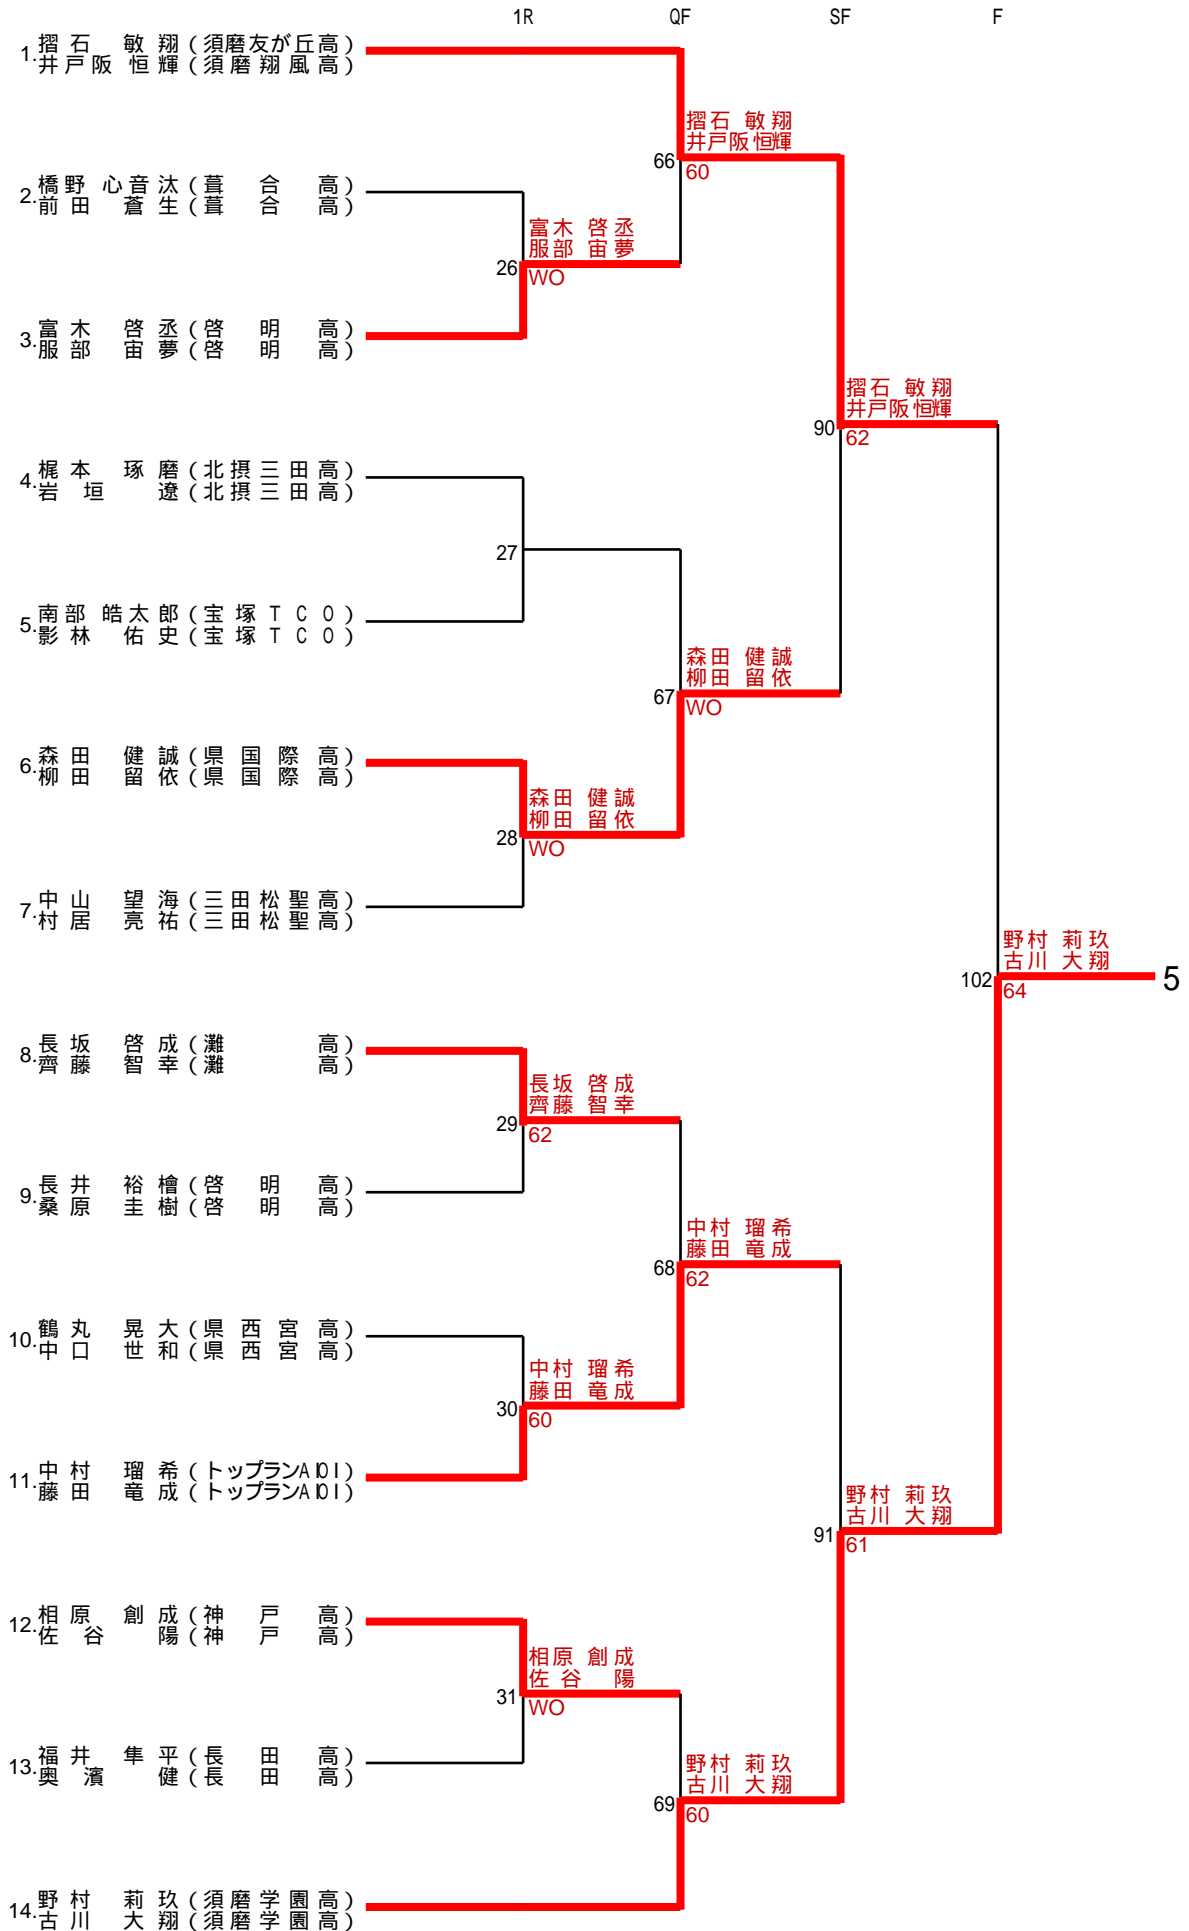 1R QF SF F
1. 摺石 敏翔 (須磨友が丘高)
井戸阪 恒輝 (須磨翔風高)
摺石 敏翔
井戸阪 恒輝
66
60
2. 橋野 心音汰 (葺合高)
前田 蒼生 (葺合高)
富木 啓丞
服部 宙夢
26
WO
3. 富木 啓丞 (啓明高)
服部 宙夢 (啓明高)
摺石 敏翔
井戸阪 恒輝
90
62
4. 梶本 琢磨 (北摂三田高)
岩垣 遼 (北摂三田高)
27
5. 南部 皓太郎 (宝塚TCO)
影林 佑史 (宝塚TCO)
森田 健誠
柳田 留依
67
WO
6. 森田 健誠 (県国際高)
柳田 留依 (県国際高)
森田 健誠
柳田 留依
28
WO
7. 中山 望海 (三田松聖高)
村居 亮祐 (三田松聖高)
野村 莉玖
古川 大翔
102
64
5
8. 長坂 啓成 (灘高)
齊藤 智幸 (灘高)
長坂 啓成
齊藤 智幸
29
62
9. 長井 裕檜 (啓明高)
桑原 圭樹 (啓明高)
中村 瑠希
藤田 竜成
68
62
10. 鶴丸 晃大 (県西宮高)
中口 世和 (県西宮高)
中村 瑠希
藤田 竜成
30
60
11. 中村 瑠希 (トップランAIOI)
藤田 竜成 (トップランAIOI)
野村 莉玖
古川 大翔
91
61
12. 相原 創成 (神戸高)
佐谷 陽 (神戸高)
相原 創成
佐谷 陽
31
WO
13. 福井 隼平 (長田高)
奥濱 健 (長田高)
野村 莉玖
古川 大翔
69
60
14. 野村 莉玖 (須磨学園高)
古川 大翔 (須磨学園高)